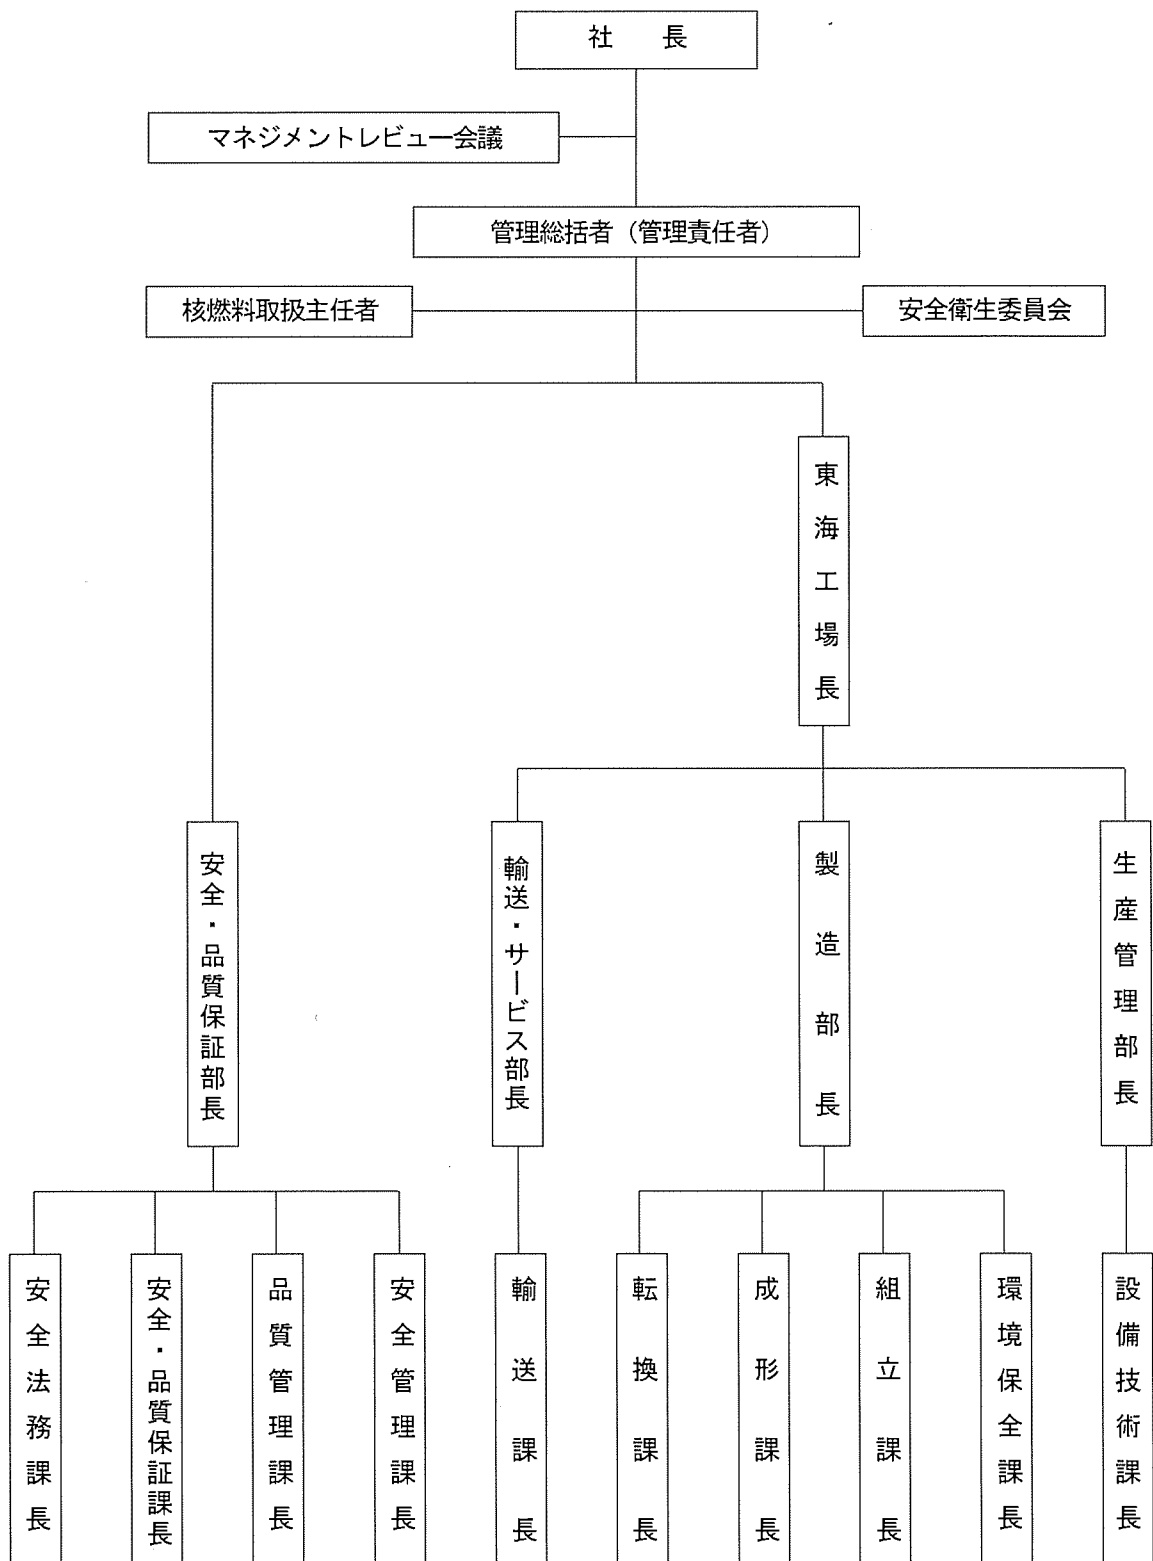 社　長
マネジメントレビュー会議
管理総括者（管理責任者）
核燃料取扱主任者
安全衛生委員会
東海工場長
安全・品質保証部長
輸送・サービス部長
製造部長
生産管理部長
安全法務課長
安全・品質保証課長
品質管理課長
安全管理課長
輸送課長
転換課長
成形課長
組立課長
環境保全課長
設備技術課長